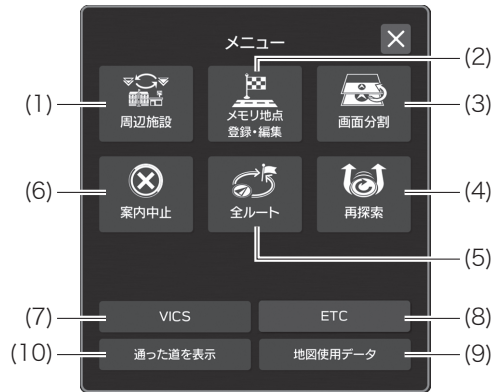 メニュー
(1)
周辺施設
メモリ地点
登録・編集
(2)
画面分割
(3)
(6)
案内中止
全ルート
(5)
再探索
(4)
(7)
VICS
ETC
(8)
(10)
通った道を表示
地図使用データ
(9)